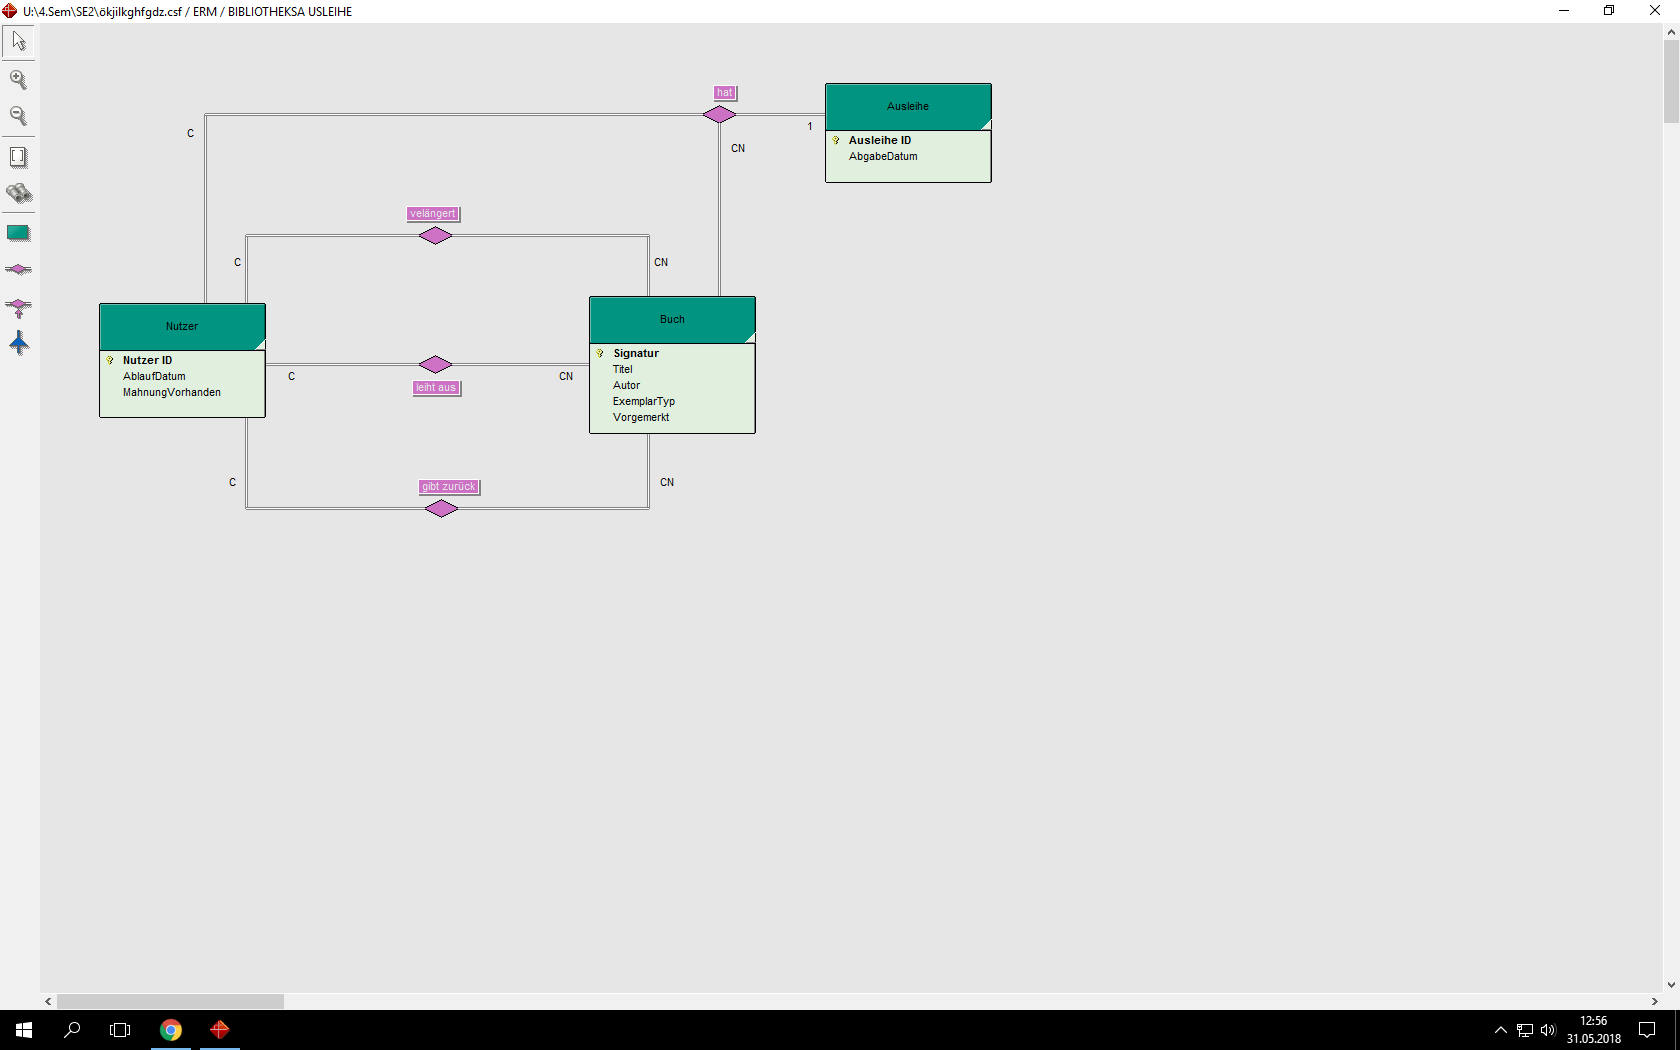 U:\4.Sem\SE2\ökjilkghfgdz.csf / ERM / BIBLIOTHEKSA USLEIHE
hat
Ausleihe
C
1
CN
Ausleihe ID
AbgabeDatum
velängert
C
CN
Nutzer
Buch
Nutzer ID
AblaufDatum
MahnungVorhanden
Signatur
Titel
Autor
ExemplarTyp
Vorgemerkt
C
CN
leiht aus
C
CN
gibt zurück
12:56
31.05.2018